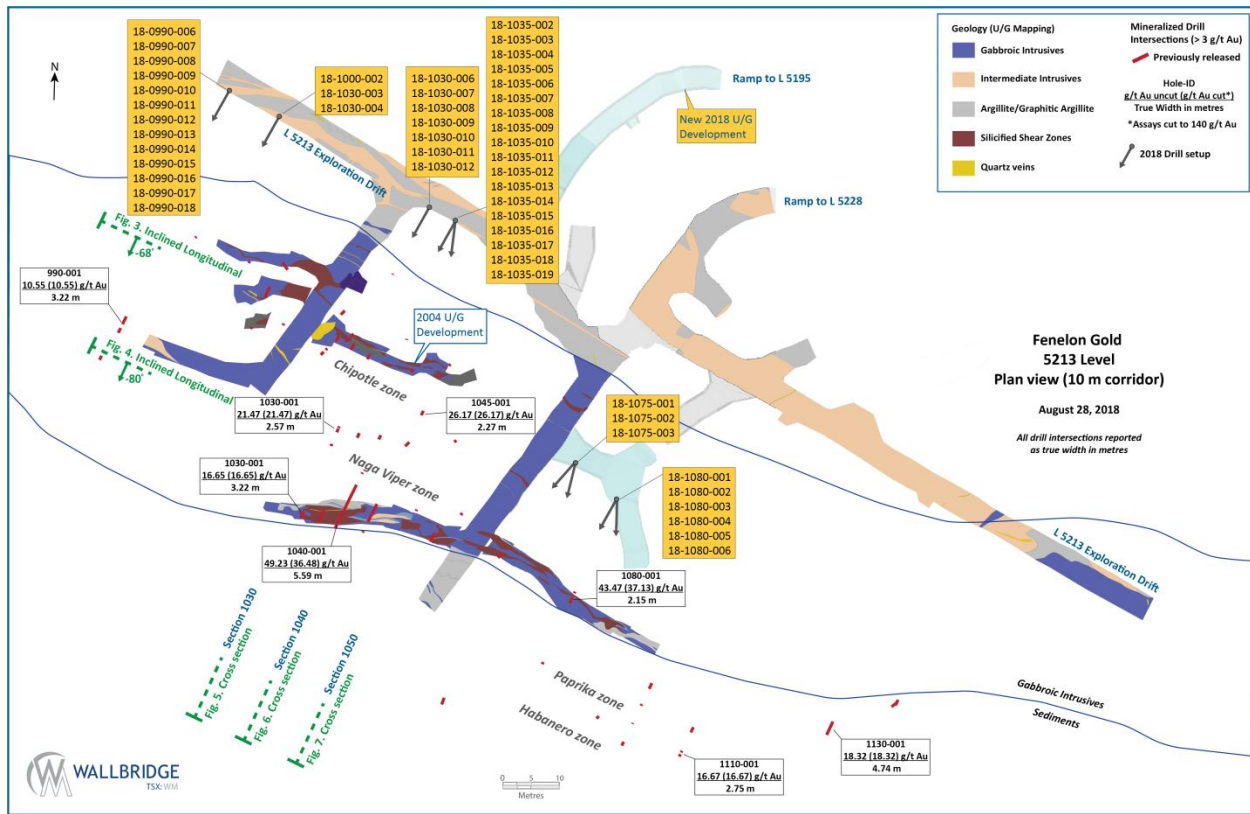 18-0990-006
18-0990-007
18-0990-008
18-0990-009
18-0990-010
18-0990-011
18-0990-012
18-0990-013
18-0990-014
18-0990-015
18-0990-016
18-0990-017
18-0990-018
18-1000-002
18-1030-003
18-1030-004
18-1030-006
18-1030-007
18-1030-008
18-1030-009
18-1030-010
18-1030-011
18-1030-012
18-1035-002
18-1035-003
18-1035-004
18-1035-005
18-1035-006
18-1035-007
18-1035-008
18-1035-009
18-1035-010
18-1035-011
18-1035-012
18-1035-013
18-1035-014
18-1035-015
18-1035-016
18-1035-017
18-1035-018
18-1035-019
N
Ramp to L 5195
New 2018 U/G
Development
Ramp to L 5228
L 5213 Exploration Drift
Geology (U/G Mapping)
Gabbroic Intrusives
Intermediate Intrusives
Argillite/Graphitic Argillite
Silicified Shear Zones
Quartz veins
Mineralized Drill
Intersections (> 3 g/t Au)
Previously released
Hole-ID
g/t Au uncut (g/t Au cut*)
True Width in metres
*Assays cut to 140 g/t Au
2018 Drill setup
Fig. 3. Inclined Longitudinal
-68°
990-001
10.55 (10.55) g/t Au
3.22 m
Fig. 4. Inclined Longitudinal
-80°
2004 U/G
Development
Chipotle zone
1030-001
21.47 (21.47) g/t Au
2.57 m
1045-001
26.17 (26.17) g/t Au
2.27 m
Fenelon Gold
5213 Level
Plan view (10 m corridor)
August 28, 2018
All drill intersections reported
as true width in metres
18-1075-001
18-1075-002
18-1075-003
Naga Viper zone
1030-001
16.65 (16.65) g/t Au
3.22 m
18-1080-001
18-1080-002
18-1080-003
18-1080-004
18-1080-005
18-1080-006
1040-001
49.23 (36.48) g/t Au
5.59 m
1080-001
43.47 (37.13) g/t Au
2.15 m
L 5213 Exploration Drift
Section 1030
Fig. 5. Cross section
Section 1040
Fig. 6. Cross section
Section 1050
Fig. 7. Cross section
Paprika zone
Habanero zone
Gabbroic Intrusives
Sediments
1110-001
16.67 (16.67) g/t Au
2.75 m
1130-001
18.32 (18.32) g/t Au
4.74 m
0 5 10
Metres
WALLBRIDGE
TSX: WM